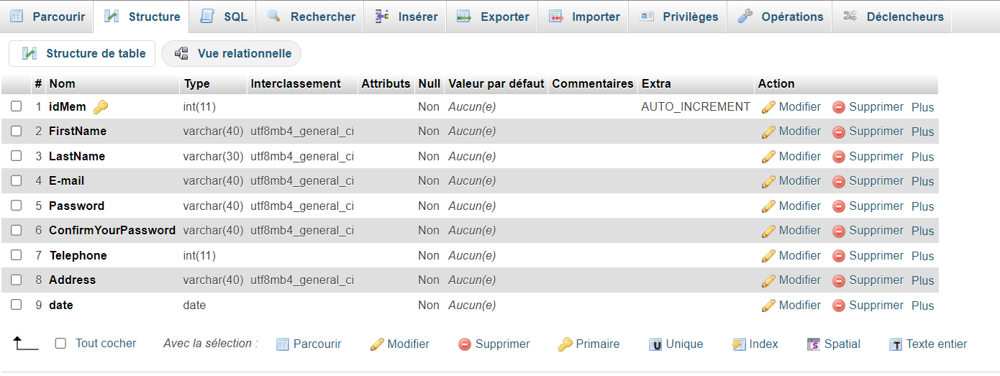 Parcourir Structure SQL Rechercher Insérer Exporter Importer Privilèges Opérations Déclencheurs
Structure de table Vue relationnelle
# Nom Type Interclassement Attributs Null Valeur par défaut Commentaires Extra Action
1 idMem int(11) Non Aucun(e) AUTO_INCREMENT Modifier Supprimer Plus
2 FirstName varchar(40) utf8mb4_general_ci Non Aucun(e) Modifier Supprimer Plus
3 LastName varchar(30) utf8mb4_general_ci Non Aucun(e) Modifier Supprimer Plus
4 E-mail varchar(40) utf8mb4_general_ci Non Aucun(e) Modifier Supprimer Plus
5 Password varchar(40) utf8mb4_general_ci Non Aucun(e) Modifier Supprimer Plus
6 ConfirmYourPassword varchar(40) utf8mb4_general_ci Non Aucun(e) Modifier Supprimer Plus
7 Telephone int(11) Non Aucun(e) Modifier Supprimer Plus
8 Address varchar(40) utf8mb4_general_ci Non Aucun(e) Modifier Supprimer Plus
9 date date Non Aucun(e) Modifier Supprimer Plus
Tout cocher Avec la sélection : Parcourir Modifier Supprimer Primaire Unique Index Spatial Texte entier